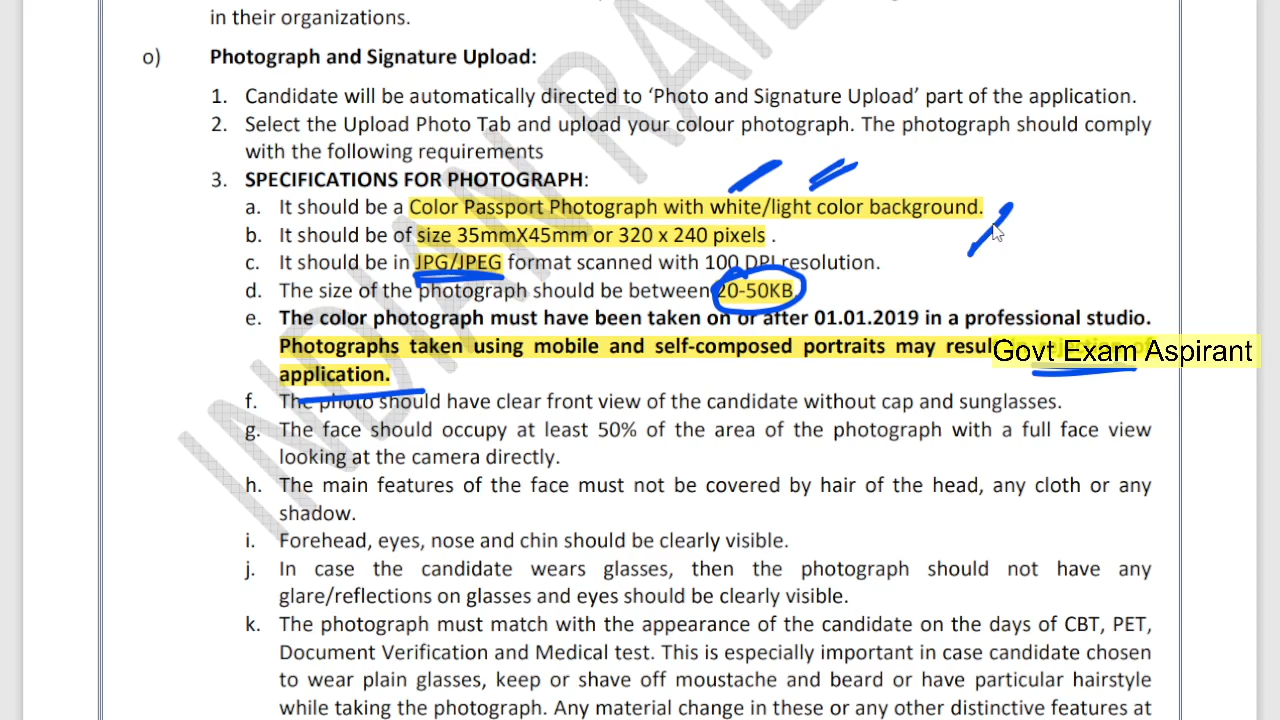 in their organizations.
o) Photograph and Signature Upload:
1. Candidate will be automatically directed to ‘Photo and Signature Upload’ part of the application.
2. Select the Upload Photo Tab and upload your colour photograph. The photograph should comply
with the following requirements
3. SPECIFICATIONS FOR PHOTOGRAPH:
a. It should be a Color Passport Photograph with white/light color background.
b. It should be of size 35mmX45mm or 320 x 240 pixels .
c. It should be in JPG/JPEG format scanned with 100 DPI resolution.
d. The size of the photograph should be between 20-50KB
e. The color photograph must have been taken on or after 01.01.2019 in a professional studio.
Photographs taken using mobile and self-composed portraits may result
Govt Exam Aspirant
application.
f. The photo should have clear front view of the candidate without cap and sunglasses.
g. The face should occupy at least 50% of the area of the photograph with a full face view
looking at the camera directly.
h. The main features of the face must not be covered by hair of the head, any cloth or any
shadow.
i. Forehead, eyes, nose and chin should be clearly visible.
j. In case the candidate wears glasses, then the photograph should not have any
glare/reflections on glasses and eyes should be clearly visible.
k. The photograph must match with the appearance of the candidate on the days of CBT, PET,
Document Verification and Medical test. This is especially important in case candidate chosen
to wear plain glasses, keep or shave off moustache and beard or have particular hairstyle
while taking the photograph. Any material change in these or any other distinctive features at
INDIAN RAIL